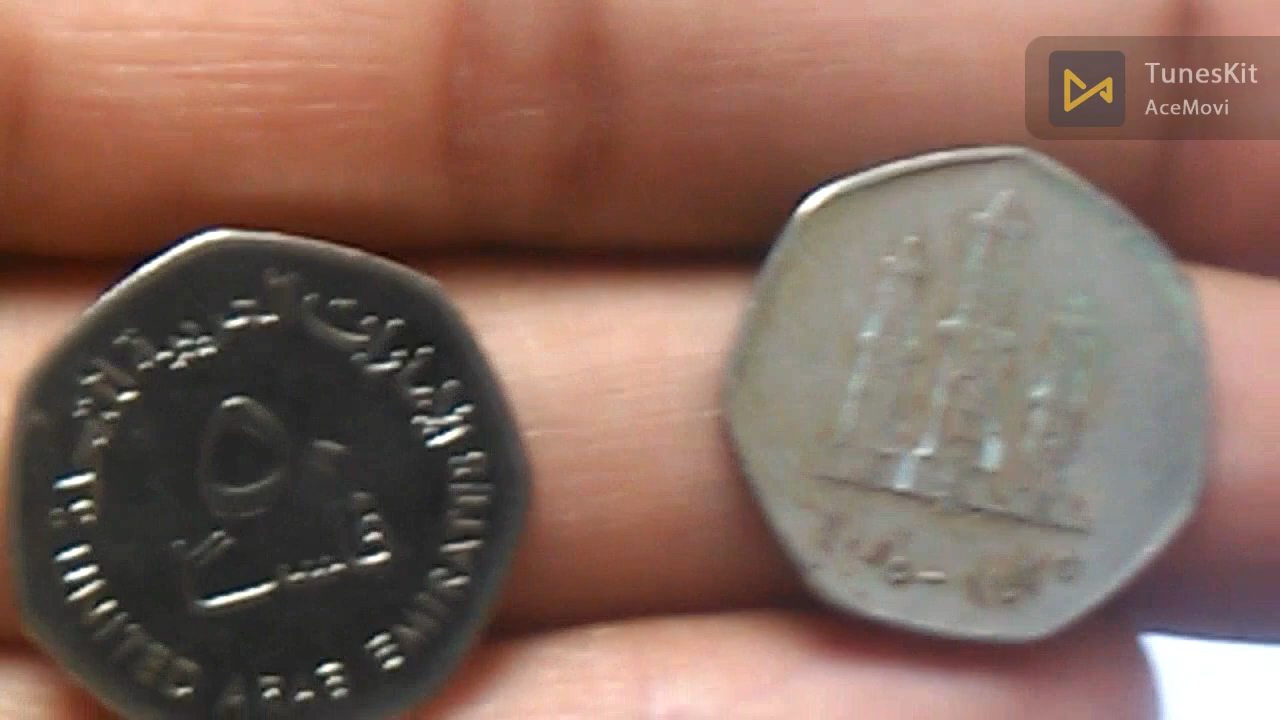 TunesKit
AceMovi
الإمارات العربية المتحدة
٥٠
فلسا
UNITED ARAB EMIRATES